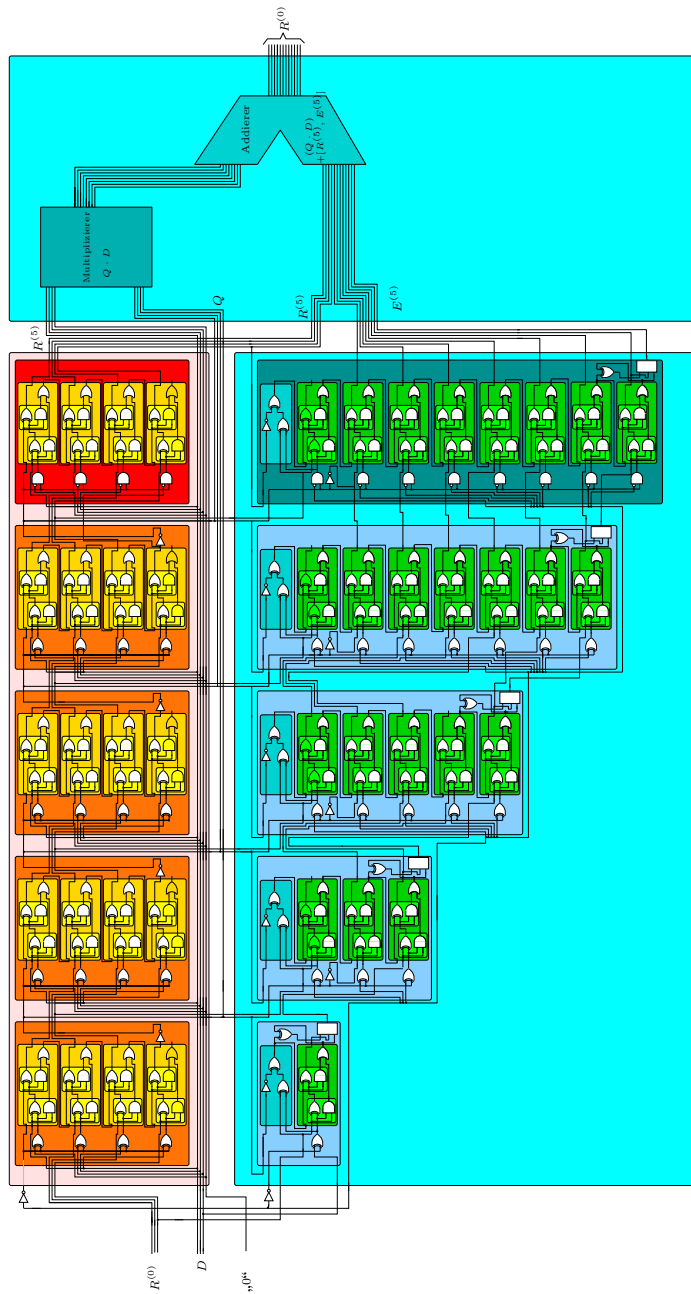 R^(0)
Addierer
(Q · D)
+[R^(5), E^(5)]
Multiplizierer
Q · D
R^(5)
Q
R^(5)
E^(5)
R^(0)
D
„0“